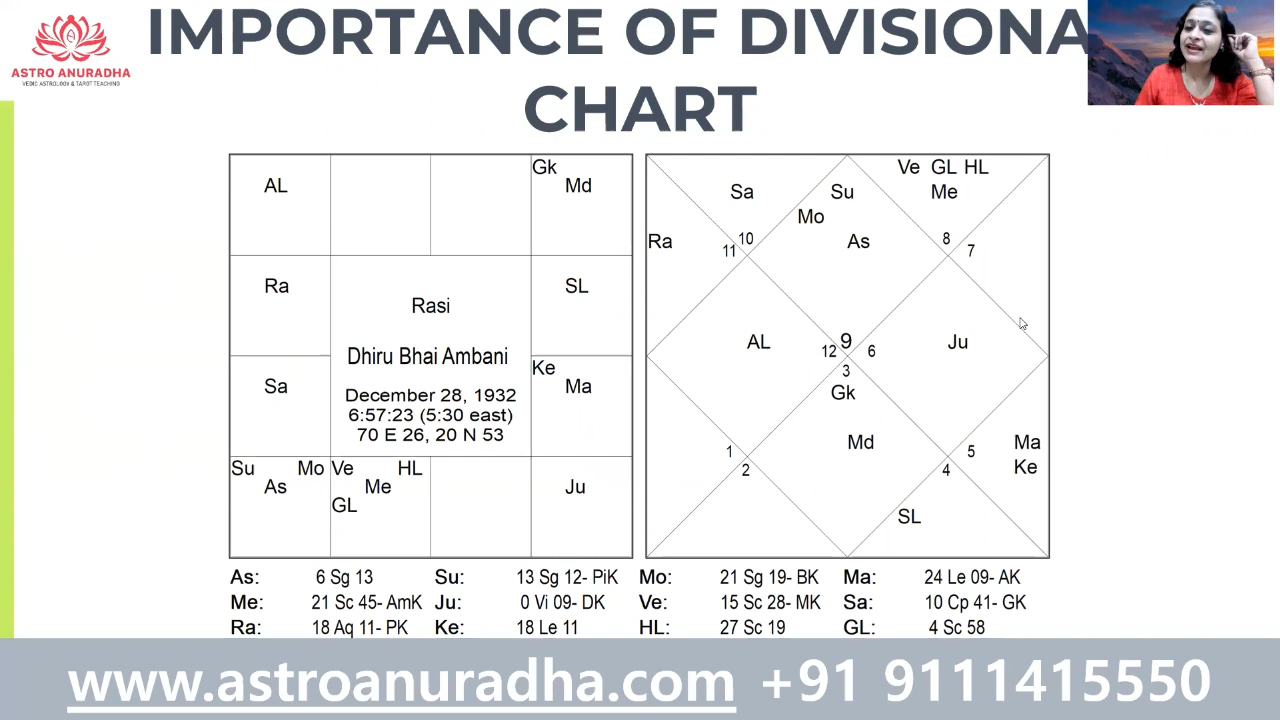 IMPORTANCE OF DIVISIONA
CHART
ASTRO ANURADHA
VEDIC ASTROLOGY & TAROT TEACHING
AL
Gk
Md
Ra
SL
Sa
Ke
Ma
Su Mo
As
Ve HL
Me
GL
Ju
Rasi
Dhiru Bhai Ambani
December 28, 1932
6:57:23 (5:30 east)
70 E 26, 20 N 53
Ve GL HL
Sa Su Me
Mo
Ra As
10 8
11 7
AL 9 Ju
12 6
3
Gk
Md Ma
1 5
Ke
2 4
SL
As: 6 Sg 13 Su: 13 Sg 12- PiK Mo: 21 Sg 19- BK Ma: 24 Le 09- AK
Me: 21 Sc 45- AmK Ju: 0 Vi 09- DK Ve: 15 Sc 28- MK Sa: 10 Cp 41- GK
Ra: 18 Aq 11- PK Ke: 18 Le 11 HL: 27 Sc 19 GL: 4 Sc 58
www.astroanuradha.com +91 9111415550